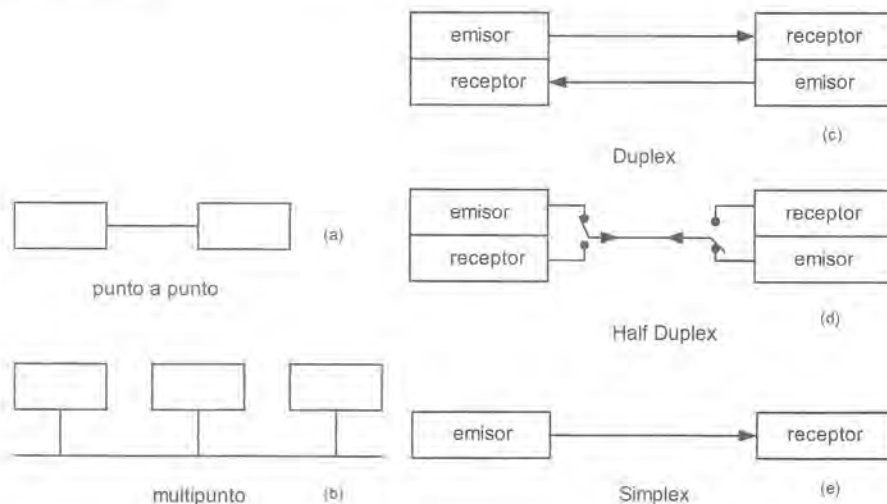 emisor
receptor
receptor
emisor
(c)
Duplex
(a)
punto a punto
emisor
receptor
receptor
emisor
(d)
Half Duplex
emisor
receptor
multipunto
(b)
Simplex
(e)